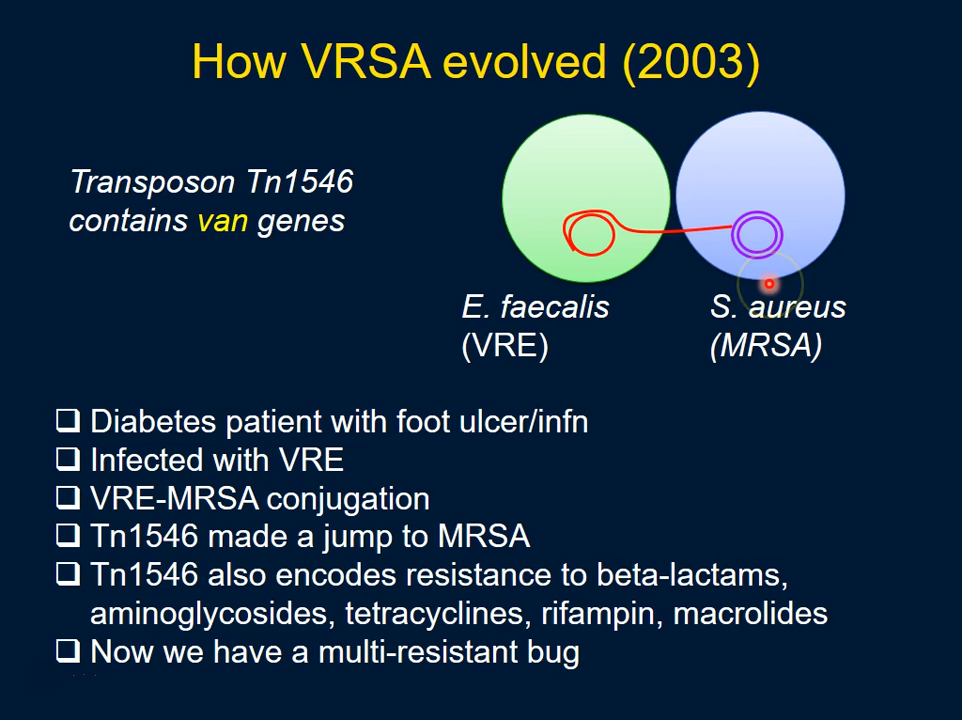 How VRSA evolved (2003)
Transposon Tn1546
contains van genes
E. faecalis
(VRE)
S. aureus
(MRSA)
Diabetes patient with foot ulcer/infn
Infected with VRE
VRE-MRSA conjugation
Tn1546 made a jump to MRSA
Tn1546 also encodes resistance to beta-lactams,
aminoglycosides, tetracyclines, rifampin, macrolides
Now we have a multi-resistant bug